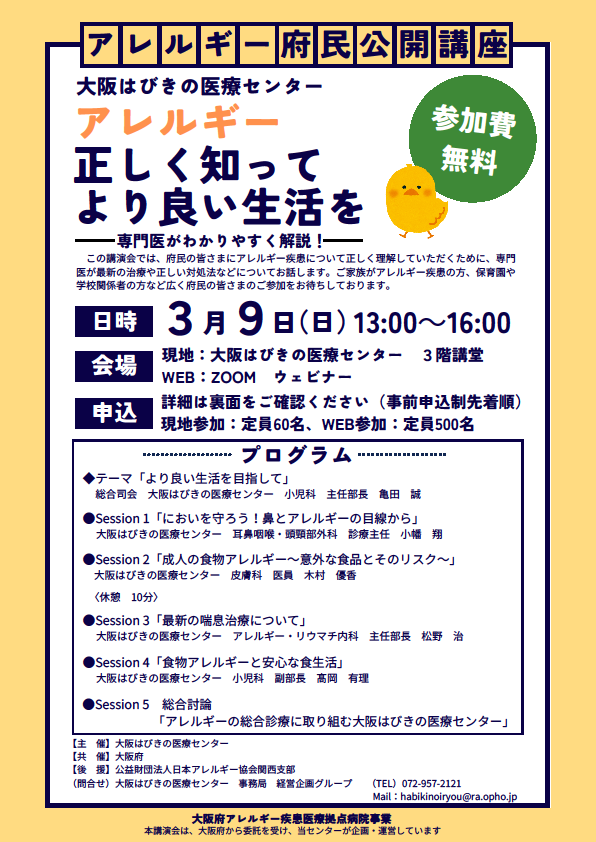 アレルギー府民公開講座
大阪はびきの医療センター
アレルギー
正しく知って
より良い生活を
参加費
無料
専門医がわかりやすく解説！
この講演会では、府民の皆さまにアレルギー疾患について正しく理解していただくために、専門
医が最新の治療や正しい対処法などについてお話します。ご家族がアレルギー疾患の方、保育園や
学校関係者の方など広く府民の皆さまのご参加をお待ちしております。
日時 3月9日(日) 13:00～16:00
会場 現地：大阪はびきの医療センター ３階講堂
WEB：ZOOM ウェビナー
申込 詳細は裏面をご確認ください（事前申込制先着順）
現地参加：定員60名、WEB参加：定員500名
プログラム
◆テーマ「より良い生活を目指して」
総合司会 大阪はびきの医療センター 小児科 主任部長 亀田 誠
●Session 1「においを守ろう！鼻とアレルギーの目線から」
大阪はびきの医療センター 耳鼻咽喉・頭頸部外科 診療主任 小幡 翔
●Session 2「成人の食物アレルギー～意外な食品とそのリスク～」
大阪はびきの医療センター 皮膚科 医員 木村 優香
〈休憩 10分〉
●Session 3「最新の喘息治療について」
大阪はびきの医療センター アレルギー・リウマチ内科 主任部長 松野 治
●Session 4「食物アレルギーと安心な食生活」
大阪はびきの医療センター 小児科 副部長 髙岡 有理
●Session 5 総合討論
「アレルギーの総合診療に取り組む大阪はびきの医療センター」
【主 催】大阪はびきの医療センター
【共 催】大阪府
【後 援】公益財団法人日本アレルギー協会関西支部
（問合せ）大阪はびきの医療センター 事務局 経営企画グループ （TEL）072-957-2121
Mail：habikinoiryou@ra.opho.jp
大阪府アレルギー疾患医療拠点病院事業
本講演会は、大阪府から委託を受け、当センターが企画・運営しています